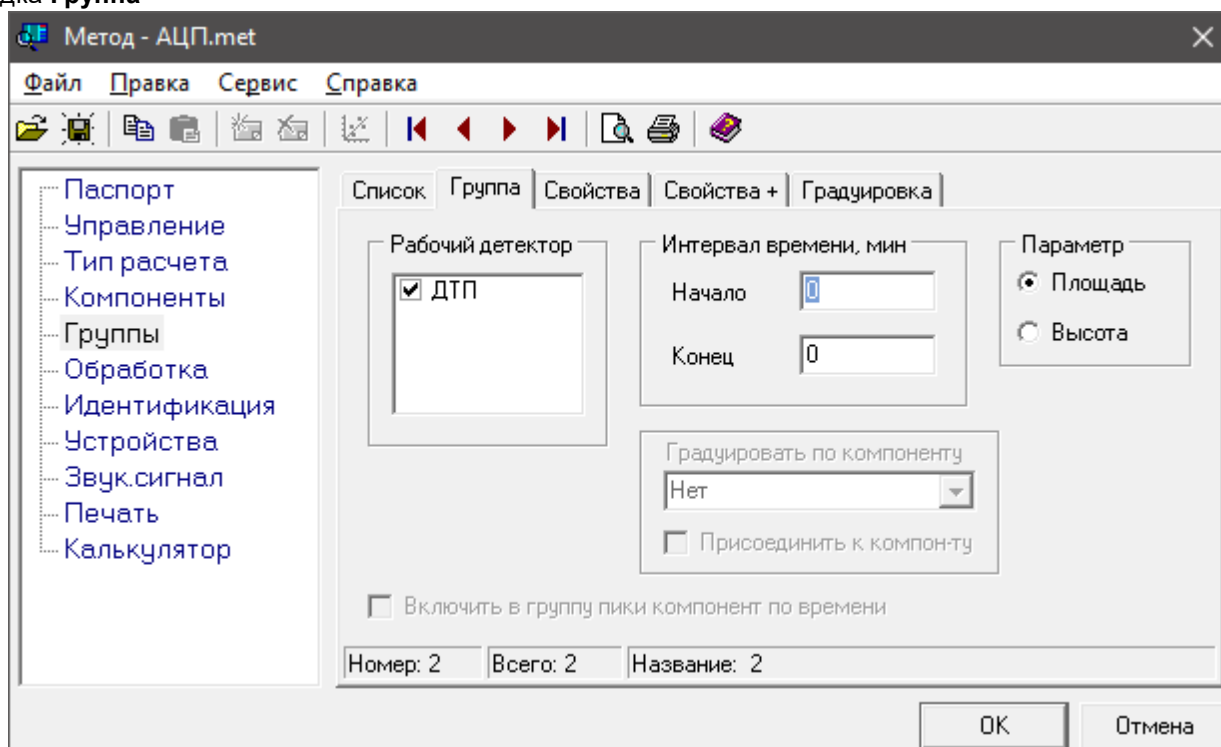 дка Группа
Метод - АЦП.met
Файл Правка Сервис Справка
Паспорт
Управление
Тип расчета
Компоненты
Группы
Обработка
Идентификация
Устройства
Звук.сигнал
Печать
Калькулятор
Список Группа Свойства Свойства + Градуировка
Рабочий детектор
ДТП
Интервал времени, мин
Начало 0
Конец 0
Параметр
Площадь
Высота
Градуировать по компоненту
Нет
Присоединить к компон-ту
Включить в группу пики компонент по времени
Номер: 2 Всего: 2 Название: 2
OK Отмена